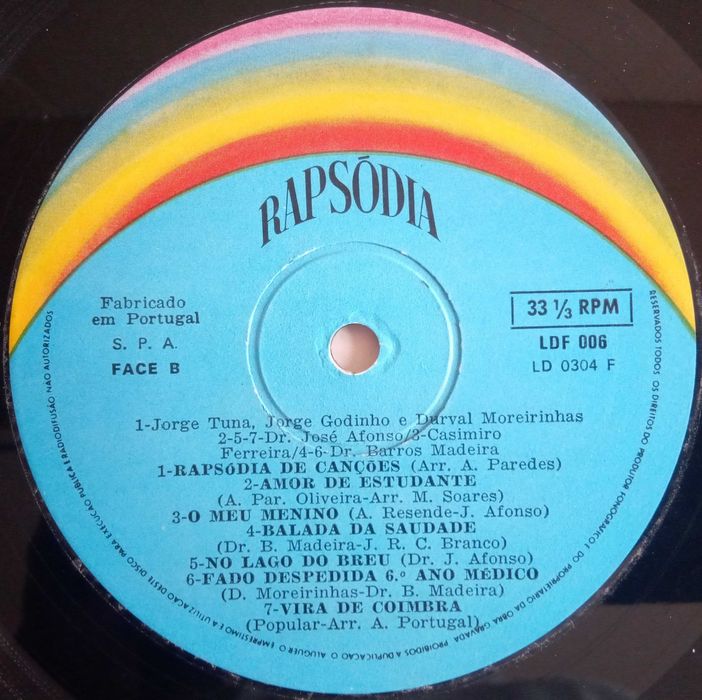 RAPSÓDIA
Fabricado
em Portugal
S. P. A.
FACE B
33 1/3 RPM
LDF 006
LD 0304 F
1-Jorge Tuna, Jorge Godinho e Durval Moreirinhas
2-5-7-Dr. José Afonso/3-Casimiro
Ferreira/4-6-Dr. Barros Madeira
1-RAPSÓDIA DE CANÇÕES (Arr. A. Paredes)
2-AMOR DE ESTUDANTE
(A. Par. Oliveira-Arr. M. Soares)
3-O MEU MENINO (A. Resende-J. Afonso)
4-BALADA DA SAUDADE
(Dr. B. Madeira-J. R. C. Branco)
5-NO LAGO DO BREU (Dr. J. Afonso)
6-FADO DESPEDIDA 6.º ANO MÉDICO
(D. Moreirinhas-Dr. B. Madeira)
7-VIRA DE COIMBRA
(Popular-Arr. A. Portugal)
RESERVADOS TODOS OS DIREITOS DO PRODUTOR FONOGRÁFICO E DO PROPRIETÁRIO DA OBRA GRAVADA PROIBIDOS A DUPLICAÇÃO O ALUGUER O EMPRÉSTIMO E A UTILIZAÇÃO DESTE DISCO PARA EXECUÇÃO PÚBLICA E RADIODIFUSÃO NÃO AUTORIZADOS